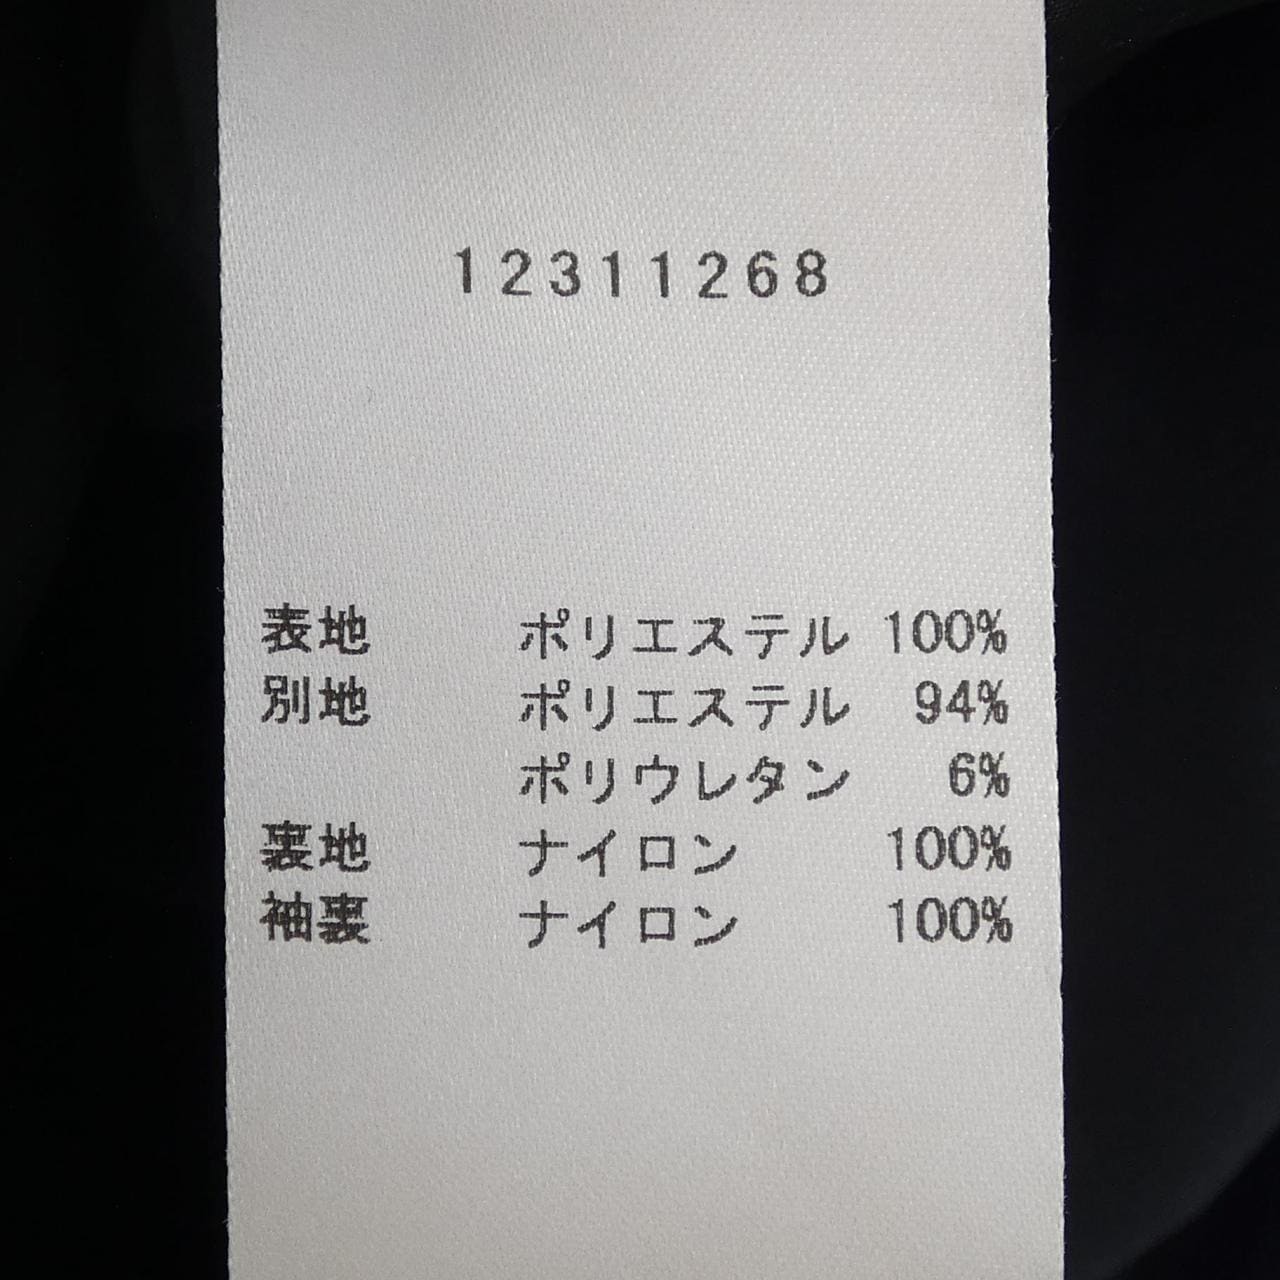 12311268
表地 ポリエステル 100%
別地 ポリエステル 94%
ポリウレタン 6%
裏地 ナイロン 100%
袖裏 ナイロン 100%